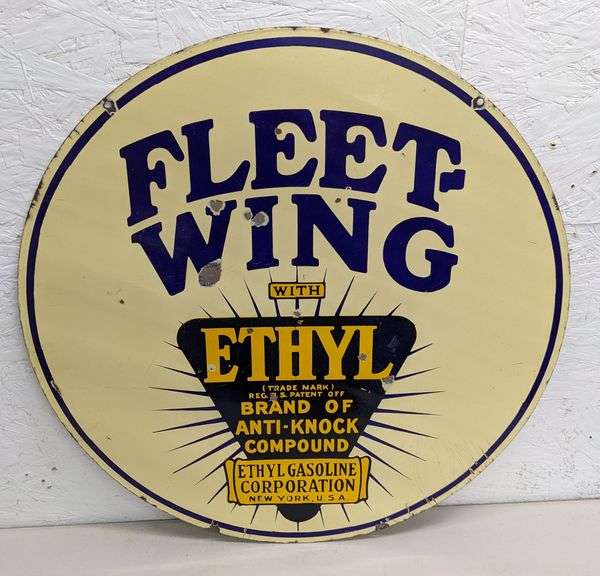 FLEET-
WING
WITH
ETHYL
(TRADE MARK)
REG. U.S. PATENT OFF
BRAND OF
ANTI-KNOCK
COMPOUND
ETHYL GASOLINE
CORPORATION
NEW YORK, U.S.A.